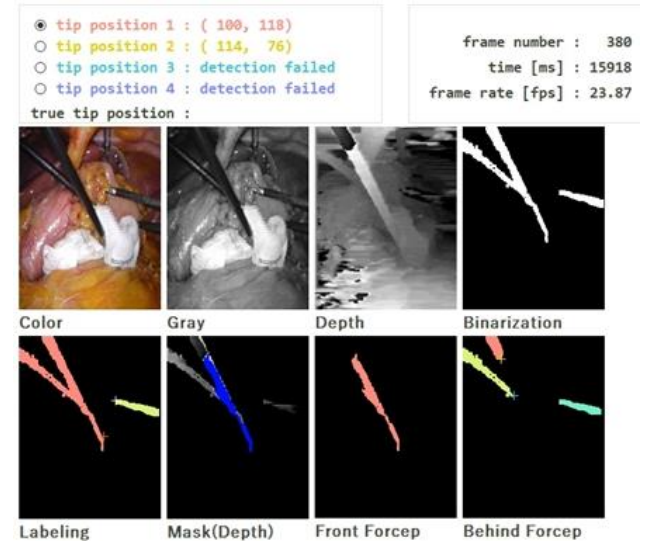 tip position 1 : ( 100, 118)
tip position 2 : ( 114,  76)
tip position 3 : detection failed
tip position 4 : detection failed
true tip position :
frame number :   380
time [ms] : 15918
frame rate [fps] : 23.87
Color
Gray
Depth
Binarization
Labeling
Mask(Depth)
Front Forcep
Behind Forcep